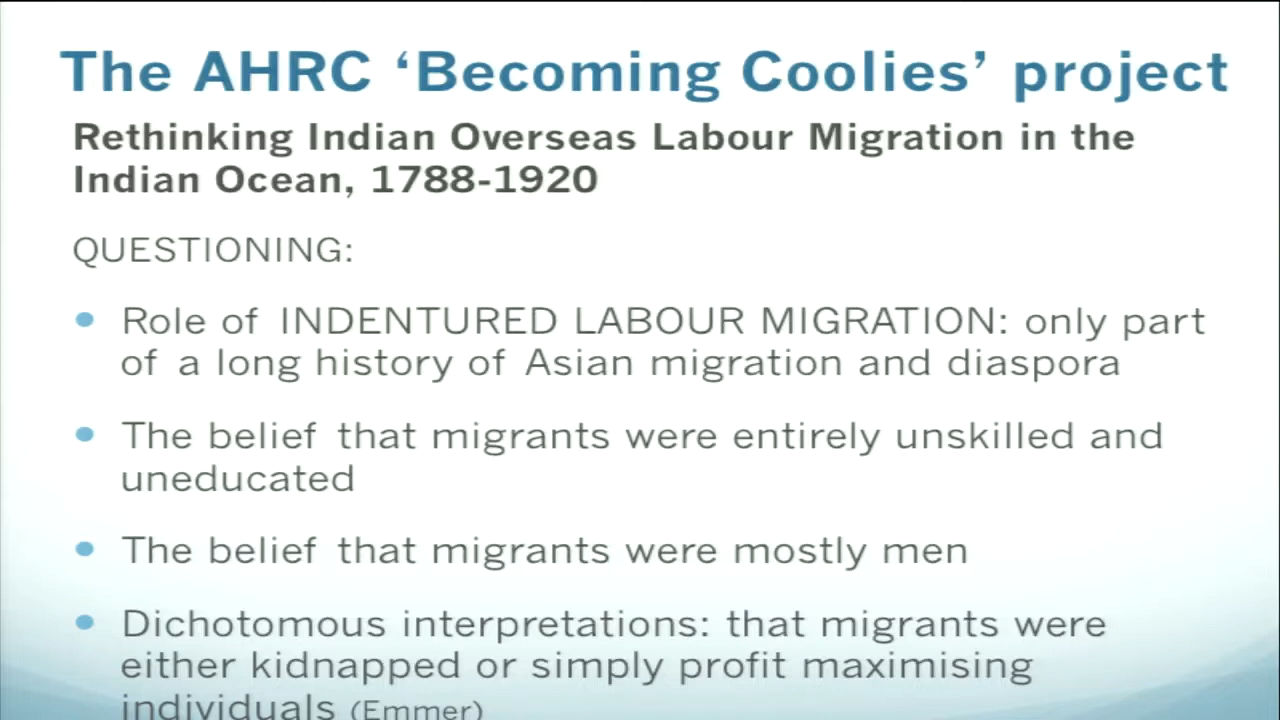 The AHRC ‘Becoming Coolies’ project
Rethinking Indian Overseas Labour Migration in the
Indian Ocean, 1788-1920
QUESTIONING:
• Role of INDENTURED LABOUR MIGRATION: only part
of a long history of Asian migration and diaspora
• The belief that migrants were entirely unskilled and
uneducated
• The belief that migrants were mostly men
• Dichotomous interpretations: that migrants were
either kidnapped or simply profit maximising
individuals (Emmer)